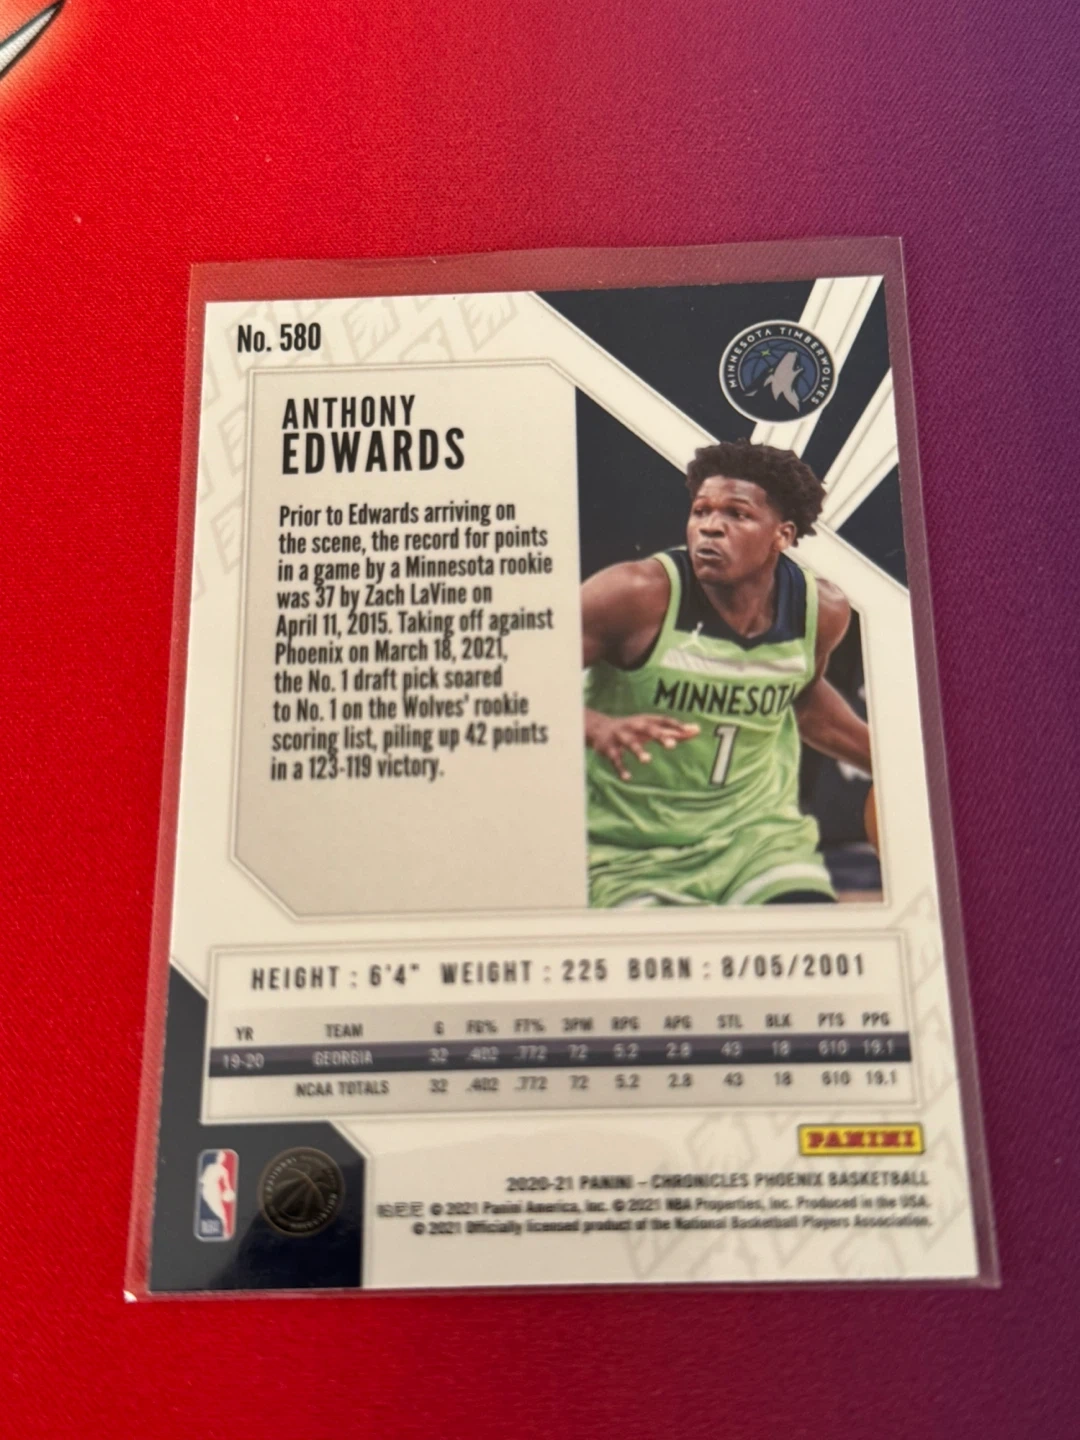 No. 580
MINNESOTA TIMBERWOLVES
ANTHONY
EDWARDS
Prior to Edwards arriving on
the scene, the record for points
in a game by a Minnesota rookie
was 37 by Zach LaVine on
April 11, 2015. Taking off against
Phoenix on March 18, 2021,
the No. 1 draft pick soared
to No. 1 on the Wolves' rookie
scoring list, piling up 42 points
in a 123-119 victory.
MINNESOTA
1
HEIGHT : 6'4" WEIGHT : 225 BORN : 8/05/2001
YR TEAM G FG% FT% 3PM RPG APG STL BLK PTS PPG
19-20 GEORGIA 32 .402 .772 72 5.2 2.8 43 18 610 19.1
NCAA TOTALS 32 .402 .772 72 5.2 2.8 43 18 610 19.1
PANINI
2020-21 PANINI – CHRONICLES PHOENIX BASKETBALL
帕尼尼 © 2021 Panini America, Inc. © 2021 NBA Properties, Inc. Produced in the USA.
© 2021 Officially licensed product of the National Basketball Players Association.
NBA